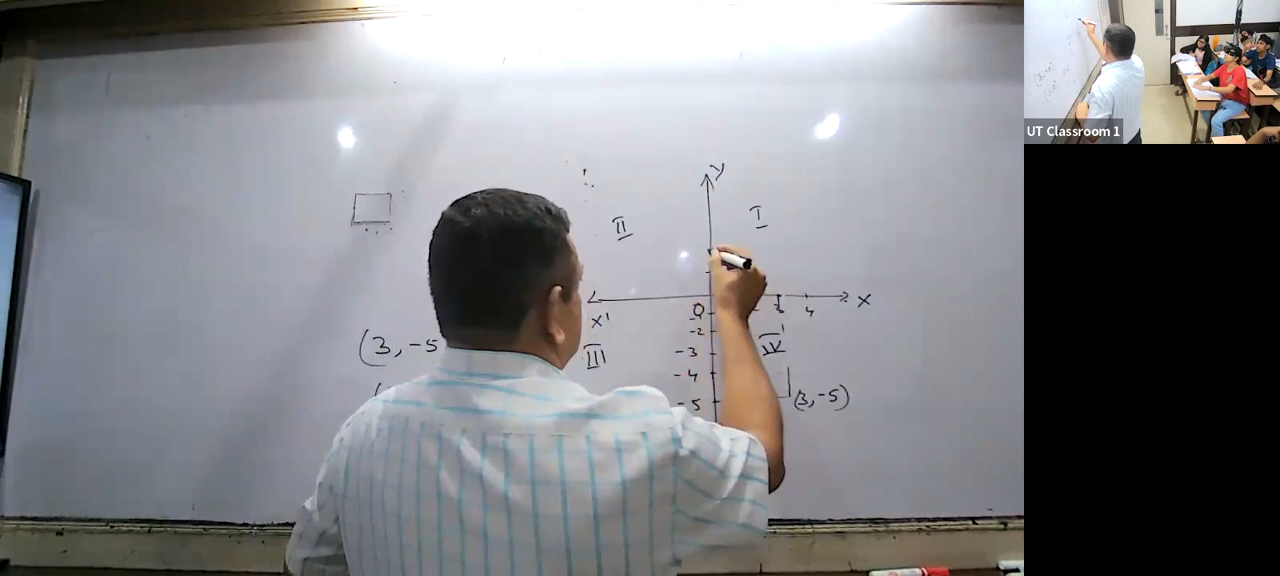 UT Classroom 1
y
II
I
X' O 3 4 X
-2
(3,-5 III -3 IV
-4
-5 (3,-5)